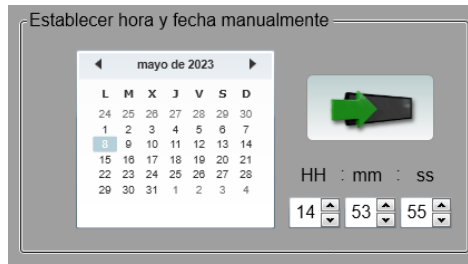 Establecer hora y fecha manualmente
mayo de 2023
L M X J V S D
24 25 26 27 28 29 30
1 2 3 4 5 6 7
8 9 10 11 12 13 14
15 16 17 18 19 20 21
22 23 24 25 26 27 28
29 30 31 1 2 3 4
HH : mm : ss
14 53 55